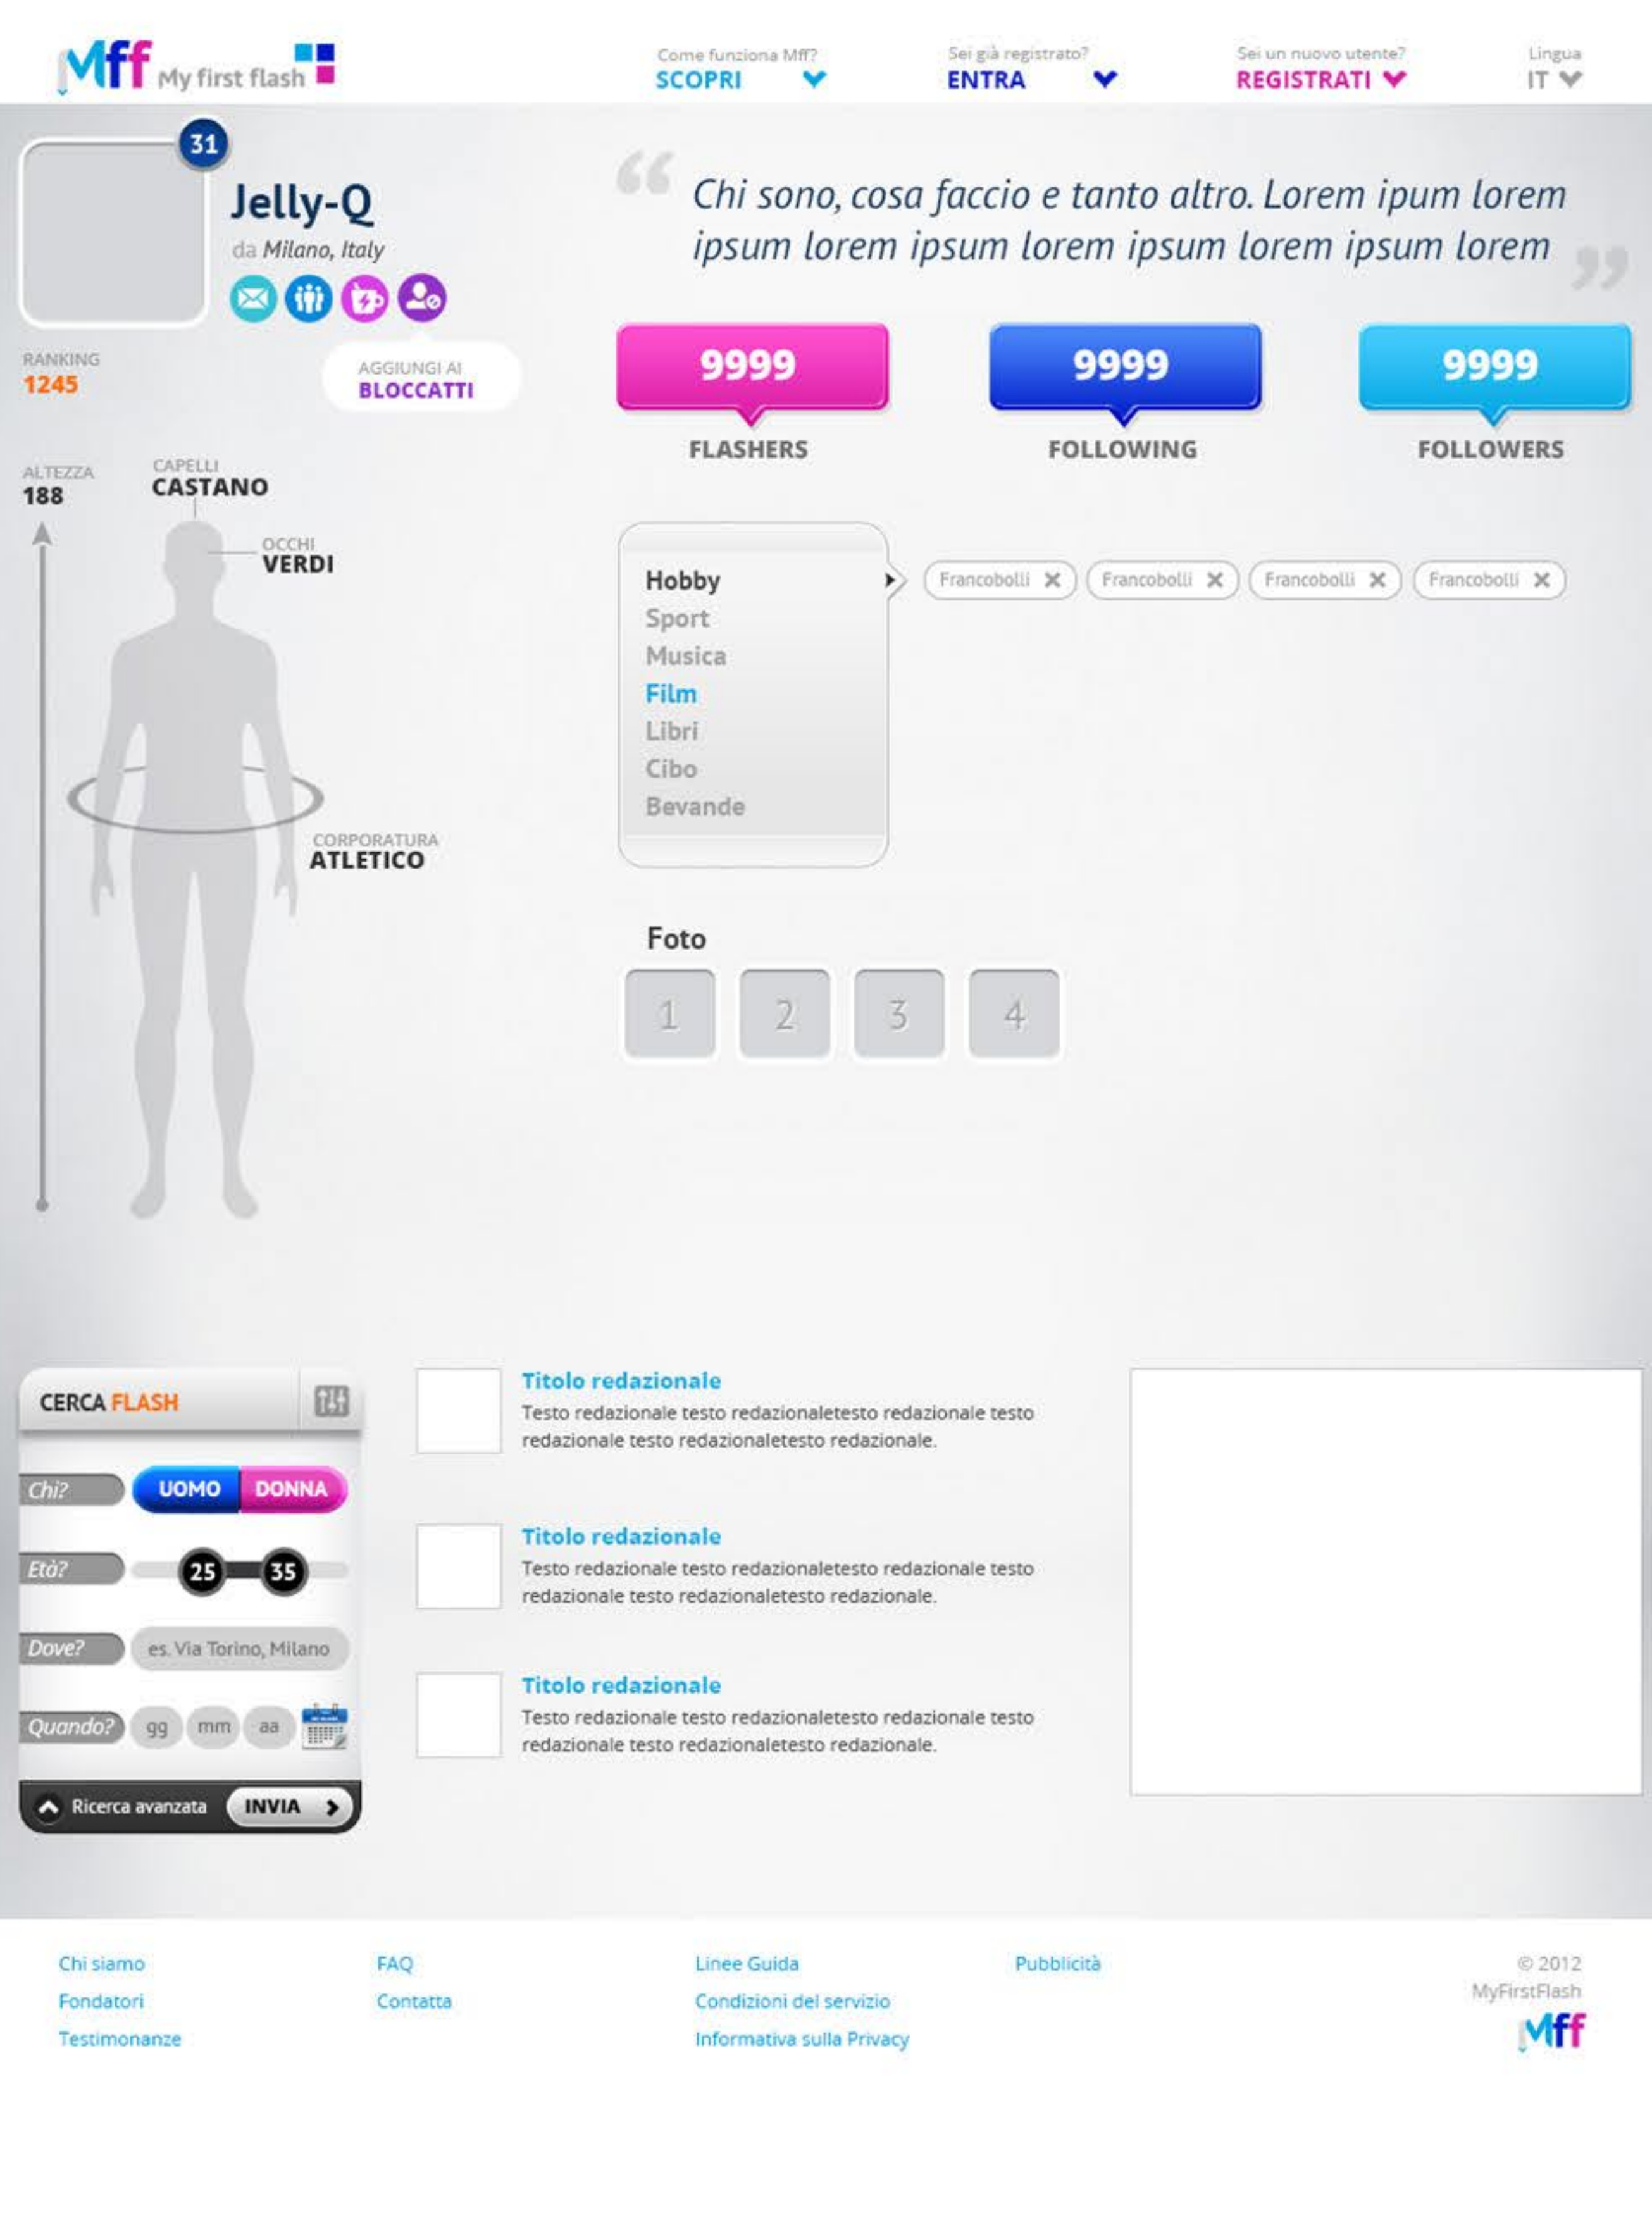 Mff My first flash
Come funziona Mff?
SCOPRI
Sei già registrato?
ENTRA
Sei un nuovo utente?
REGISTRATI
Lingua
IT
31
Jelly-Q
da Milano, Italy
“ Chi sono, cosa faccio e tanto altro. Lorem ipum lorem
ipsum lorem ipsum lorem ipsum lorem ipsum lorem ”
RANKING
1245
AGGIUNGI AI
BLOCCATTI
9999
FLASHERS
9999
FOLLOWING
9999
FOLLOWERS
ALTEZZA
188
CAPELLI
CASTANO
OCCHI
VERDI
CORPORATURA
ATLETICO
Hobby
Sport
Musica
Film
Libri
Cibo
Bevande
Francobolli Francobolli Francobolli Francobolli
Foto
1 2 3 4
CERCA FLASH
Chi? UOMO DONNA
Età? 25 35
Dove? es. Via Torino, Milano
Quando? gg mm aa
Ricerca avanzata INVIA
Titolo redazionale
Testo redazionale testo redazionaletesto redazionale testo
redazionale testo redazionaletesto redazionale.
Titolo redazionale
Testo redazionale testo redazionaletesto redazionale testo
redazionale testo redazionaletesto redazionale.
Titolo redazionale
Testo redazionale testo redazionaletesto redazionale testo
redazionale testo redazionaletesto redazionale.
Chi siamo
Fondatori
Testimonanze
FAQ
Contatta
Linee Guida
Condizioni del servizio
Informativa sulla Privacy
Pubblicità
© 2012
MyFirstFlash
Mff